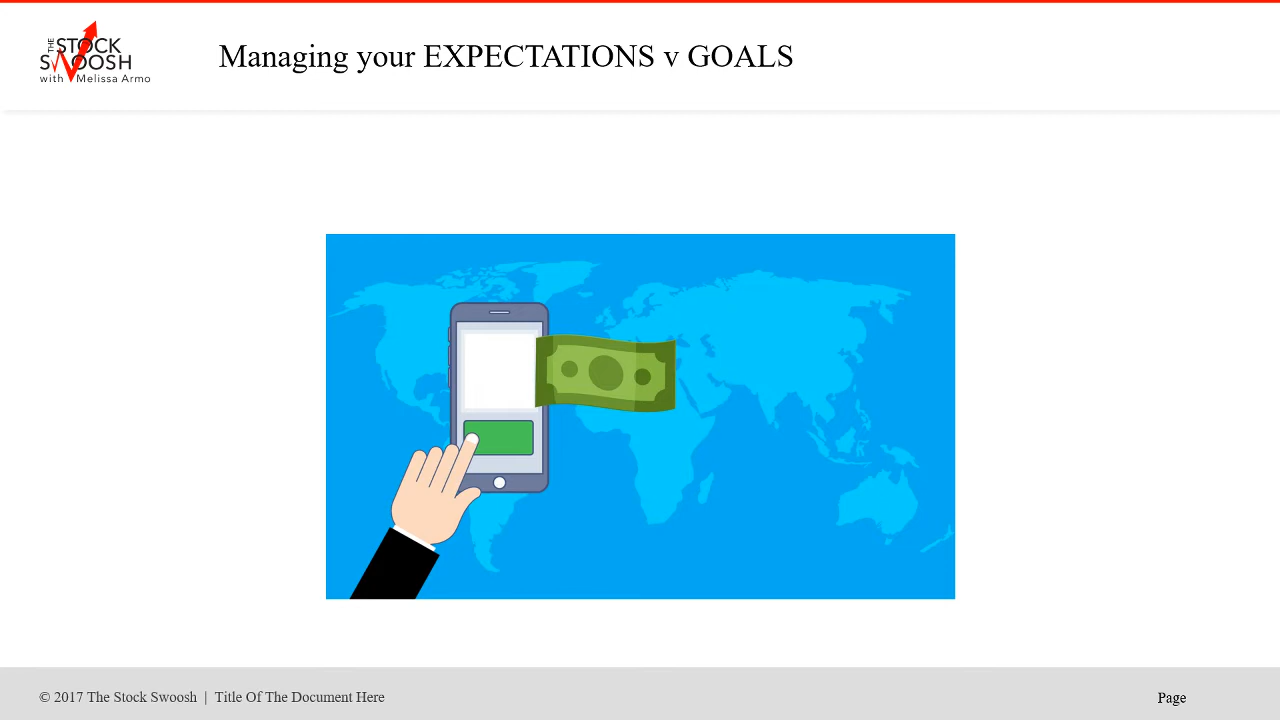 THE STOCK
SWOOSH
with Melissa Armo
Managing your EXPECTATIONS v GOALS
© 2017 The Stock Swoosh | Title Of The Document Here
Page